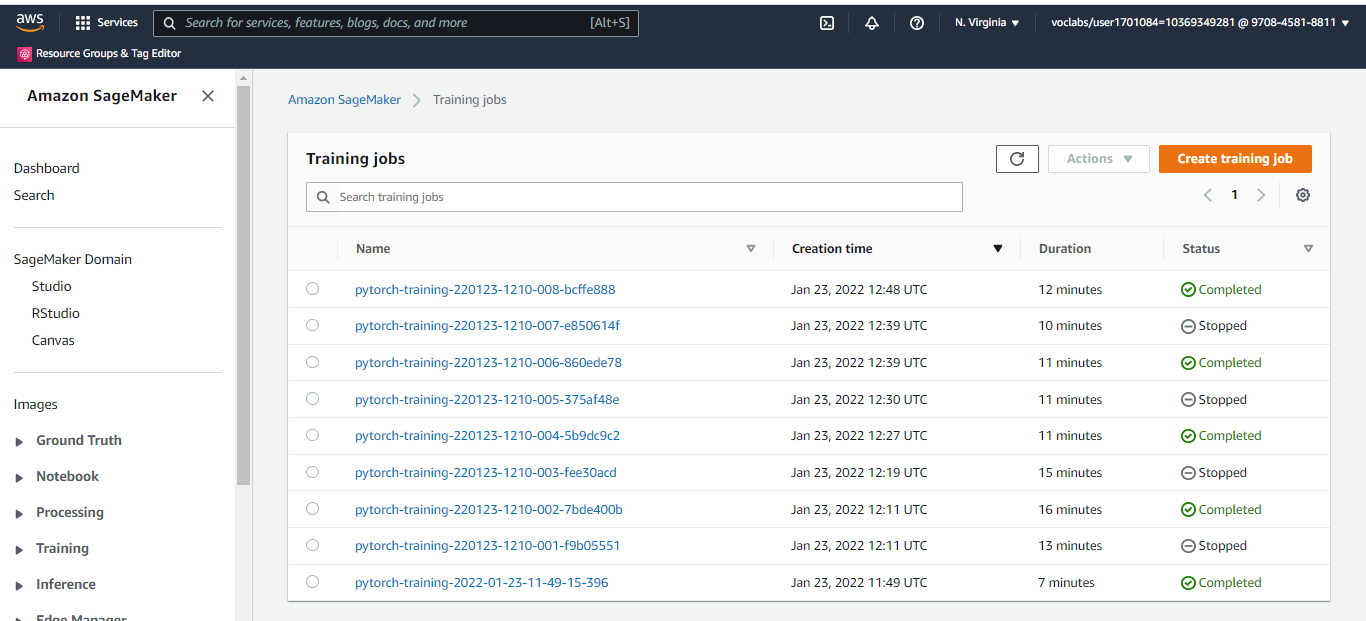 aws Services Search for services, features, blogs, docs, and more [Alt+S] N. Virginia voclabs/user1701084=10369349281 @ 9708-4581-8811
Resource Groups & Tag Editor
Amazon SageMaker
Dashboard
Search
SageMaker Domain
Studio
RStudio
Canvas
Images
Ground Truth
Notebook
Processing
Training
Inference
Edge Manager
Amazon SageMaker Training jobs
Training jobs Actions Create training job
Search training jobs 1
Name Creation time Duration Status
pytorch-training-220123-1210-008-bcffe888 Jan 23, 2022 12:48 UTC 12 minutes Completed
pytorch-training-220123-1210-007-e850614f Jan 23, 2022 12:39 UTC 10 minutes Stopped
pytorch-training-220123-1210-006-860ede78 Jan 23, 2022 12:39 UTC 11 minutes Completed
pytorch-training-220123-1210-005-375af48e Jan 23, 2022 12:30 UTC 11 minutes Stopped
pytorch-training-220123-1210-004-5b9dc9c2 Jan 23, 2022 12:27 UTC 11 minutes Completed
pytorch-training-220123-1210-003-fee30acd Jan 23, 2022 12:19 UTC 15 minutes Stopped
pytorch-training-220123-1210-002-7bde400b Jan 23, 2022 12:11 UTC 16 minutes Completed
pytorch-training-220123-1210-001-f9b05551 Jan 23, 2022 12:11 UTC 13 minutes Stopped
pytorch-training-2022-01-23-11-49-15-396 Jan 23, 2022 11:49 UTC 7 minutes Completed